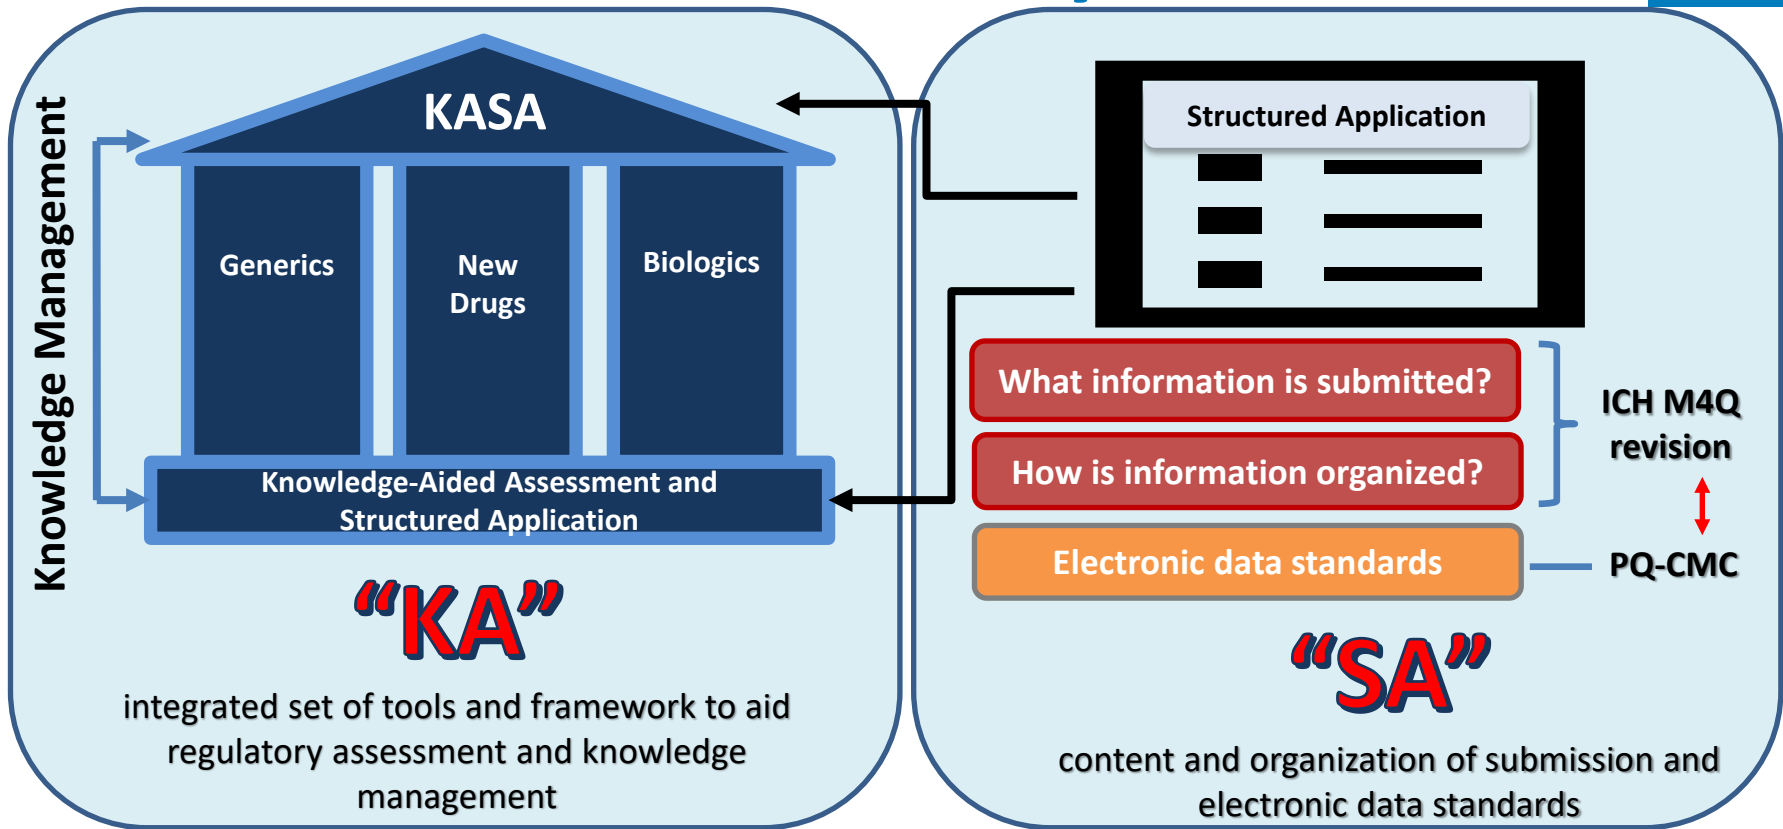 Knowledge Management
KASA
Generics
New
Drugs
Biologics
Knowledge-Aided Assessment and
Structured Application
“KA”
integrated set of tools and framework to aid
regulatory assessment and knowledge
management
Structured Application
What information is submitted?
How is information organized?
Electronic data standards
ICH M4Q
revision
PQ-CMC
“SA”
content and organization of submission and
electronic data standards